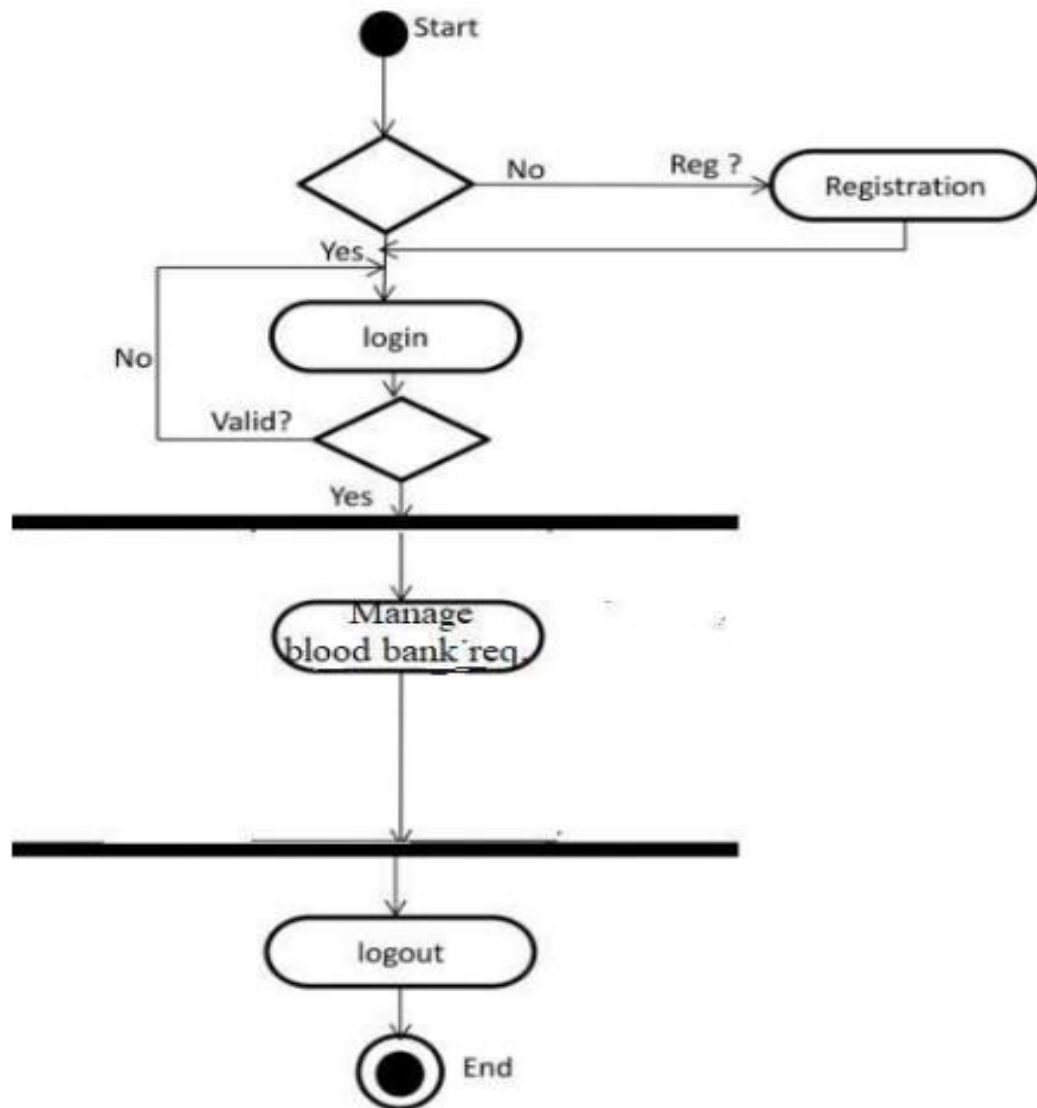 Start
No
Reg ?
Registration
Yes
login
No
Valid?
Yes
Manage
blood bank req.
logout
End